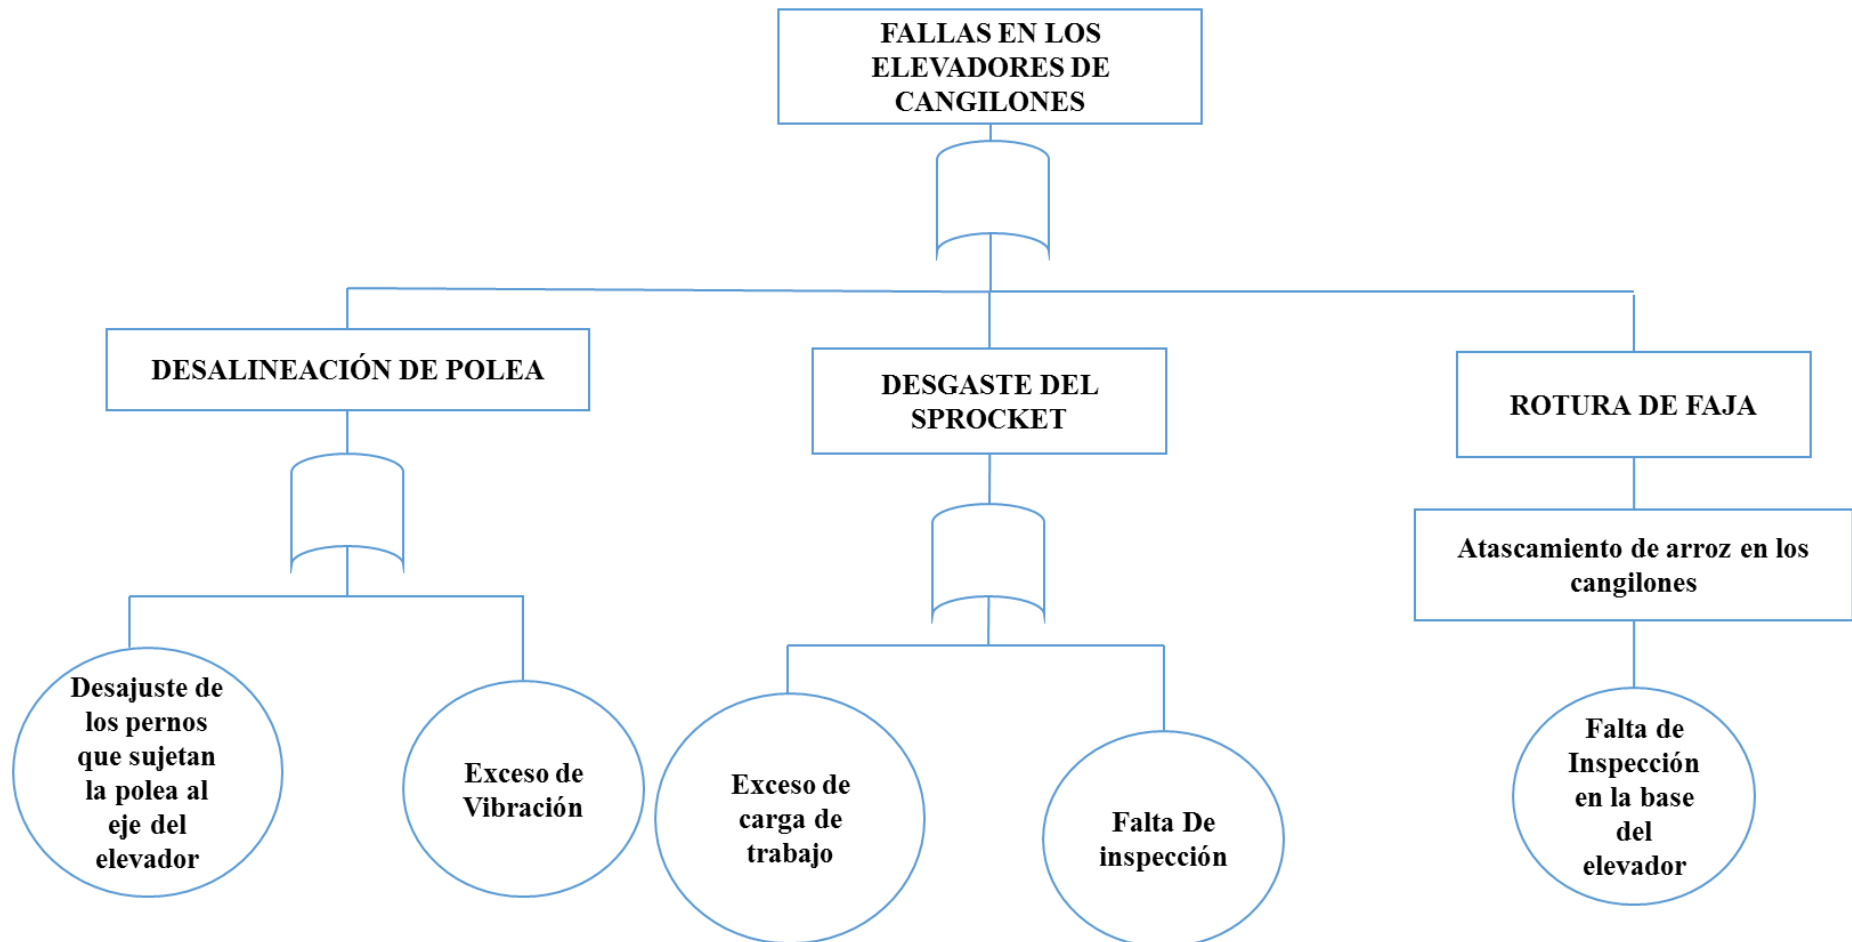 FALLAS EN LOS
ELEVADORES DE
CANGILONES
DESALINEACIÓN DE POLEA
DESGASTE DEL
SPROCKET
ROTURA DE FAJA
Atascamiento de arroz en los
cangilones
Desajuste de
los pernos
que sujetan
la polea al
eje del
elevador
Exceso de
Vibración
Exceso de
carga de
trabajo
Falta De
inspección
Falta de
Inspección
en la base
del
elevador